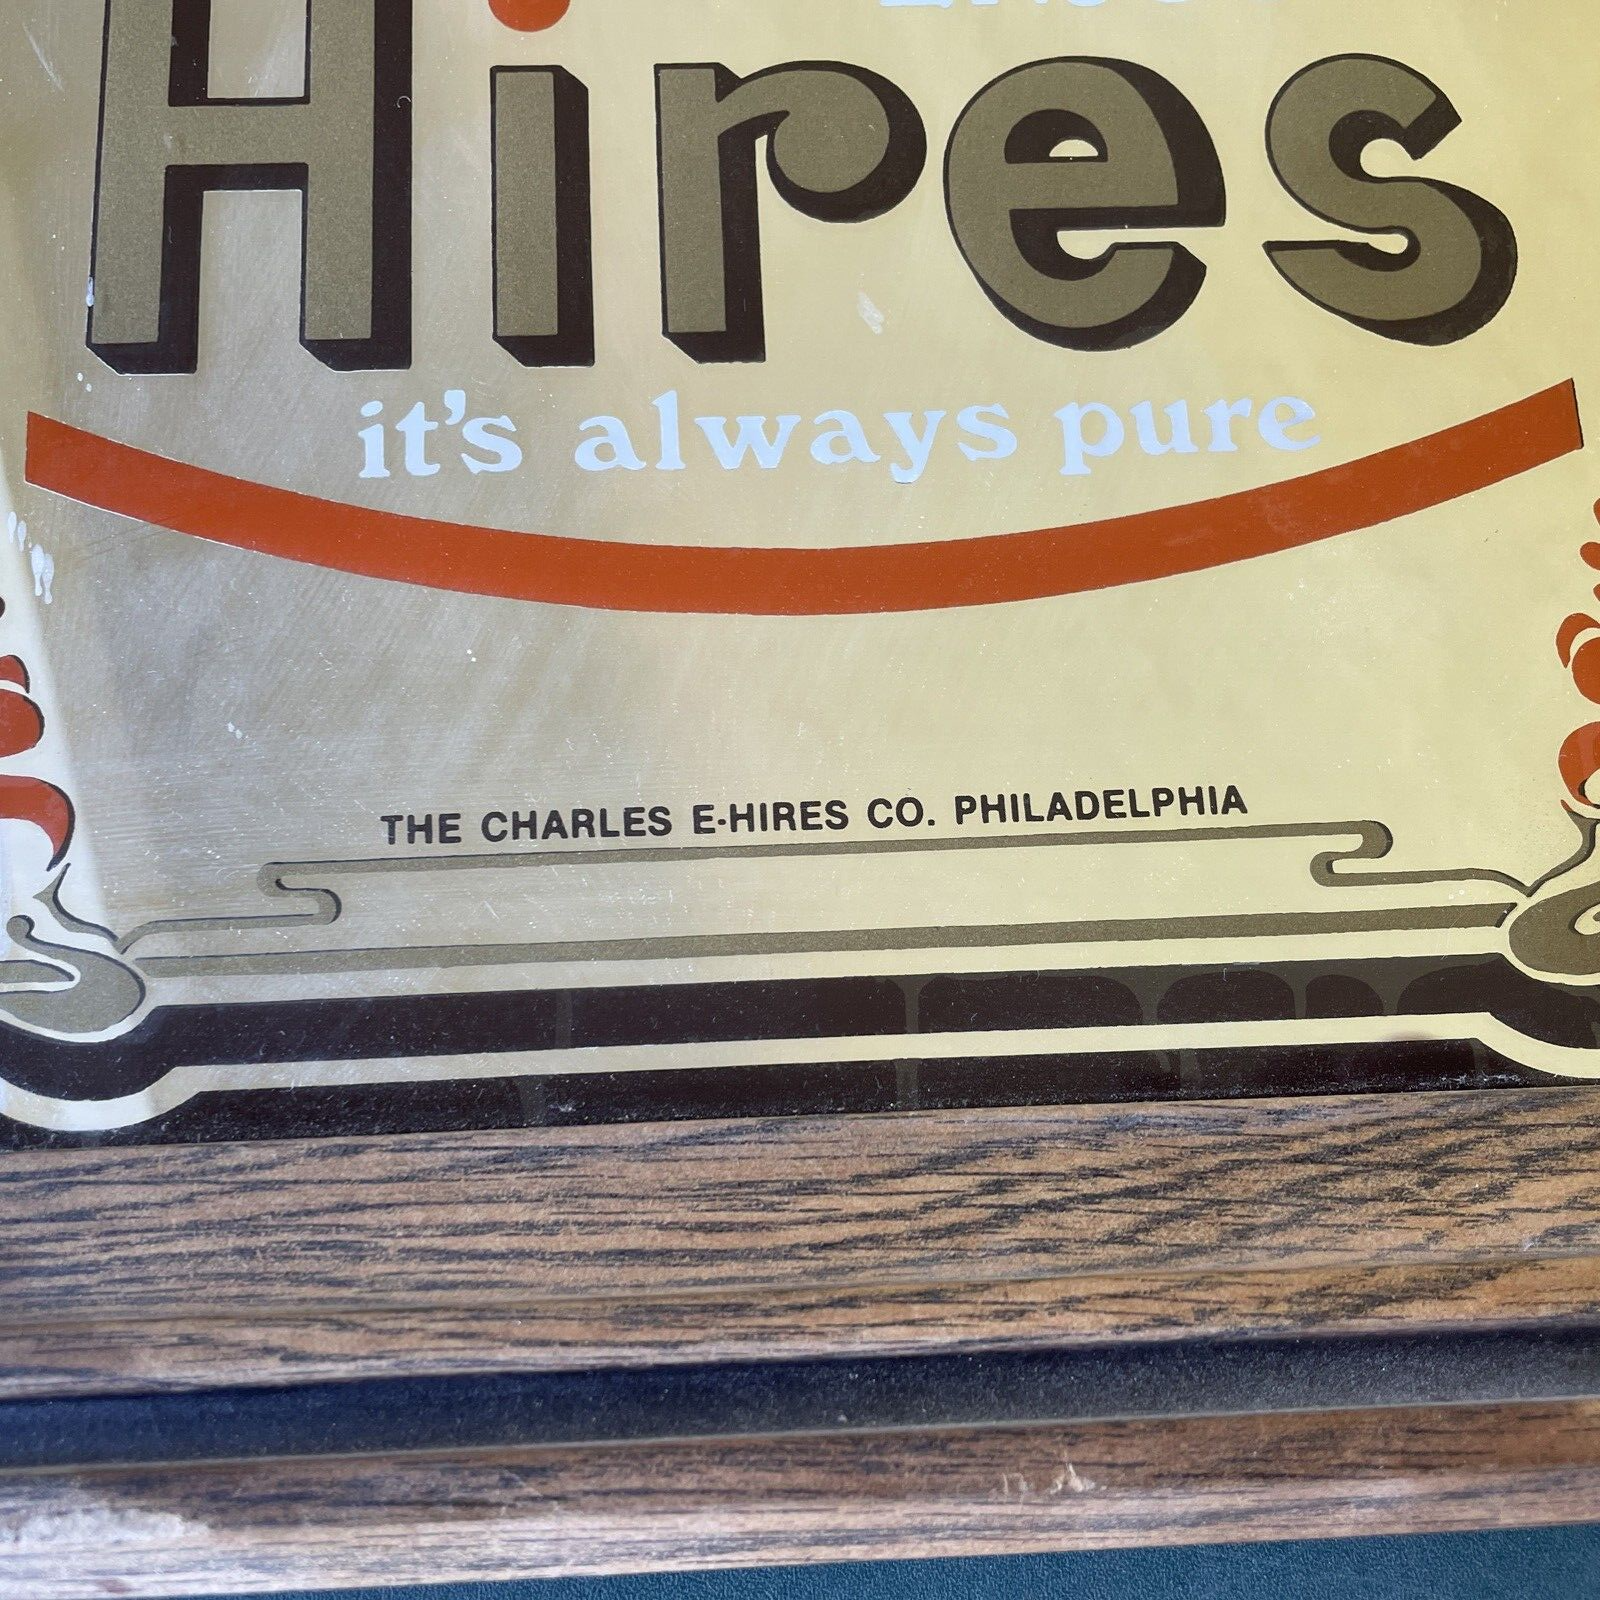 Hires
it's always pure
THE CHARLES E-HIRES CO. PHILADELPHIA